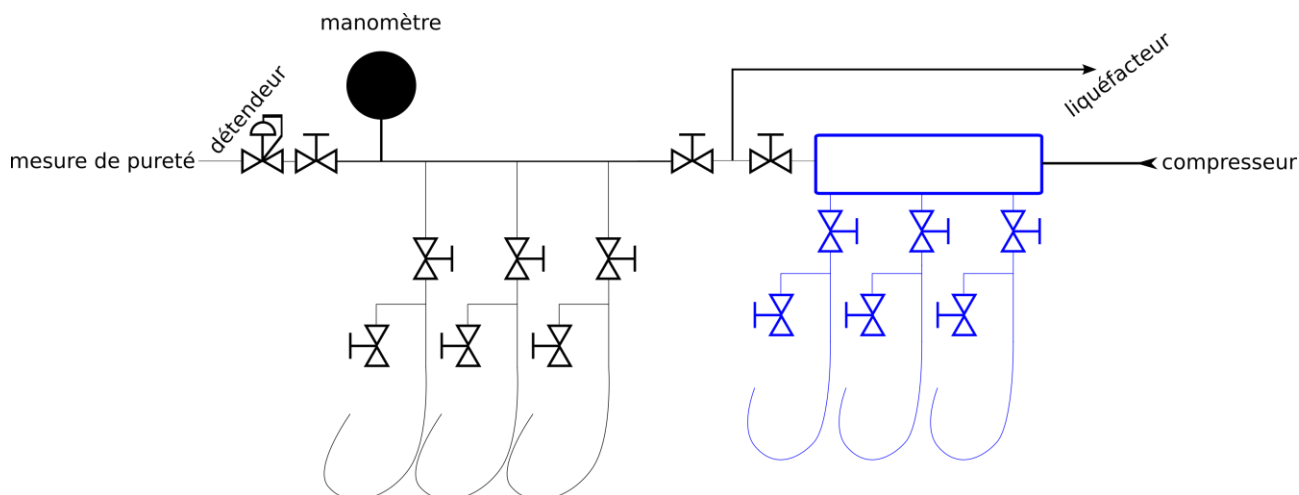 manomètre
détendeur
liquéfacteur
mesure de pureté
compresseur